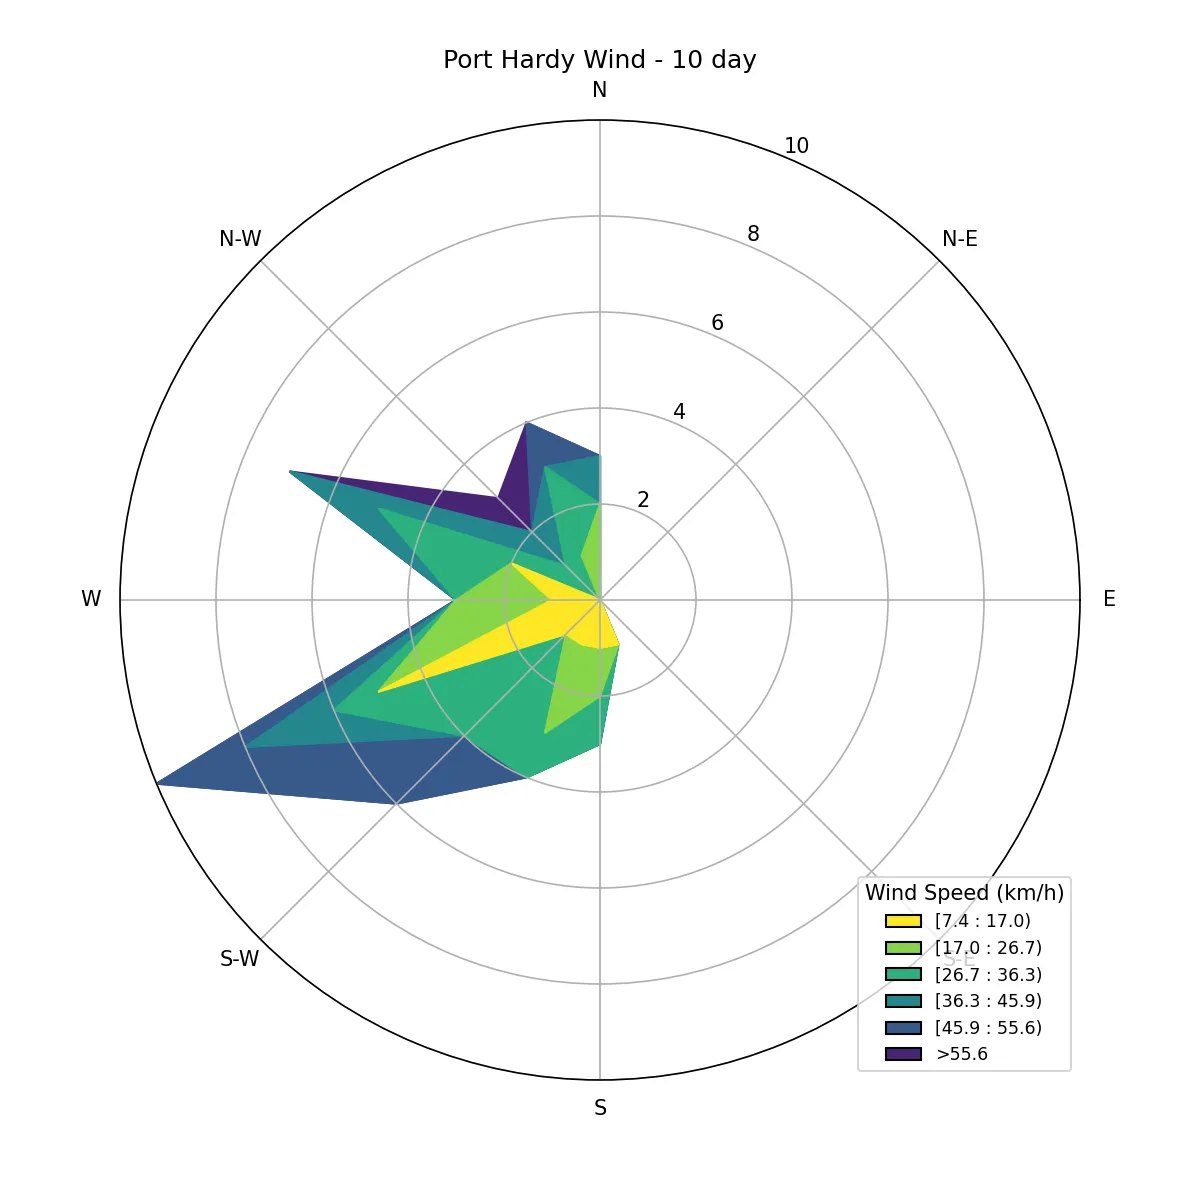 Port Hardy Wind - 10 day
N
10
N-W
8
N-E
6
4
2
W
E
Wind Speed (km/h)
[7.4 : 17.0)
[17.0 : 26.7)
S-W
S-E
[26.7 : 36.3)
[36.3 : 45.9)
[45.9 : 55.6)
>55.6
S